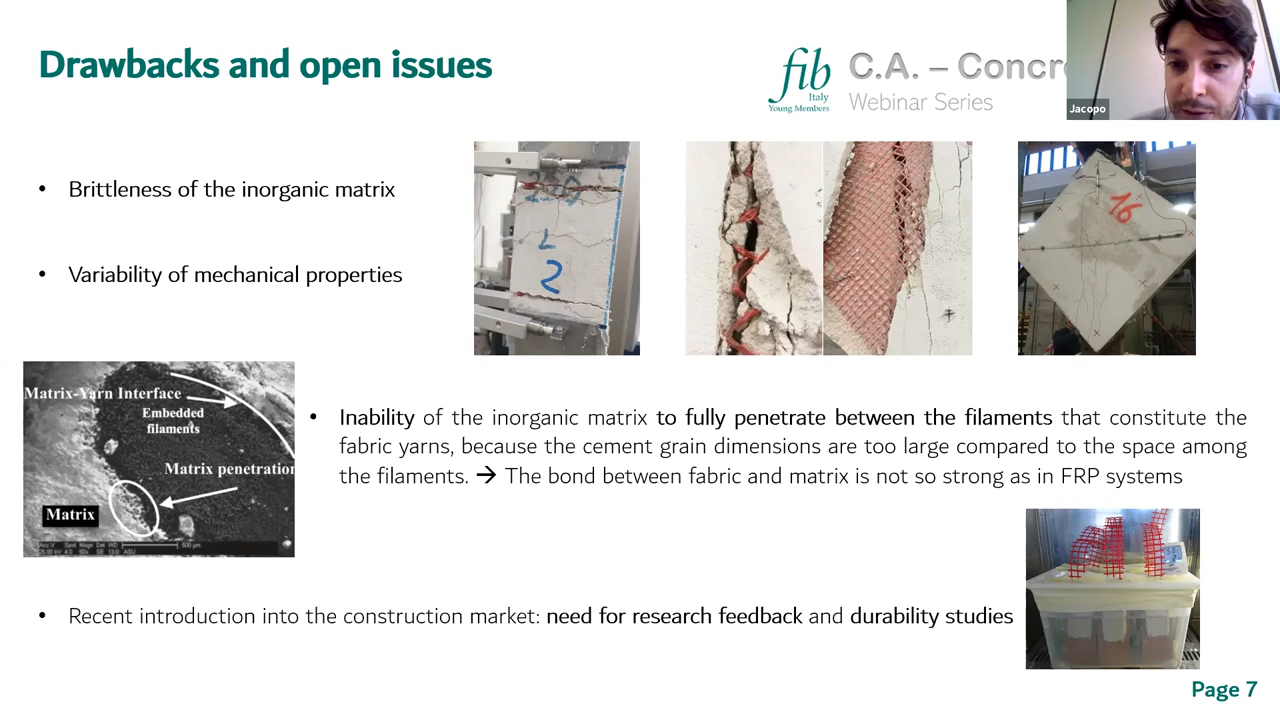 Drawbacks and open issues
fib
Italy
Young Members
C.A. – Concr
Webinar Series
Jacopo
• Brittleness of the inorganic matrix
• Variability of mechanical properties
2
16
Matrix-Yarn Interface
Embedded
filaments
Matrix penetration
Matrix
• Inability of the inorganic matrix to fully penetrate between the filaments that constitute the
fabric yarns, because the cement grain dimensions are too large compared to the space among
the filaments. → The bond between fabric and matrix is not so strong as in FRP systems
• Recent introduction into the construction market: need for research feedback and durability studies
Page 7